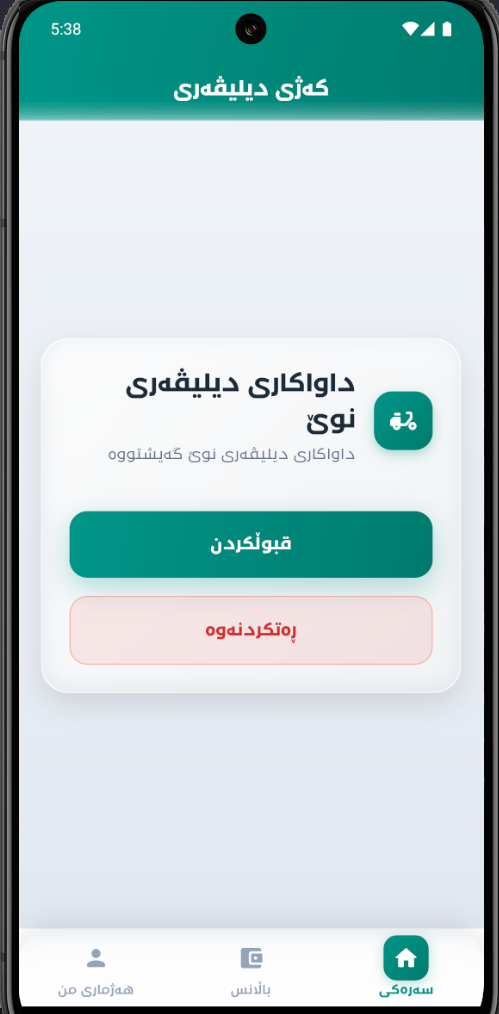 5:38
کەژی دیلیڤەری
داواکاری دیلیڤەری
نوێ
داواکاری دیلیڤەری نوێ گەیشتووە
قبوڵکردن
ڕەتکردنەوە
سەرەکی
باڵانس
هەژماری من